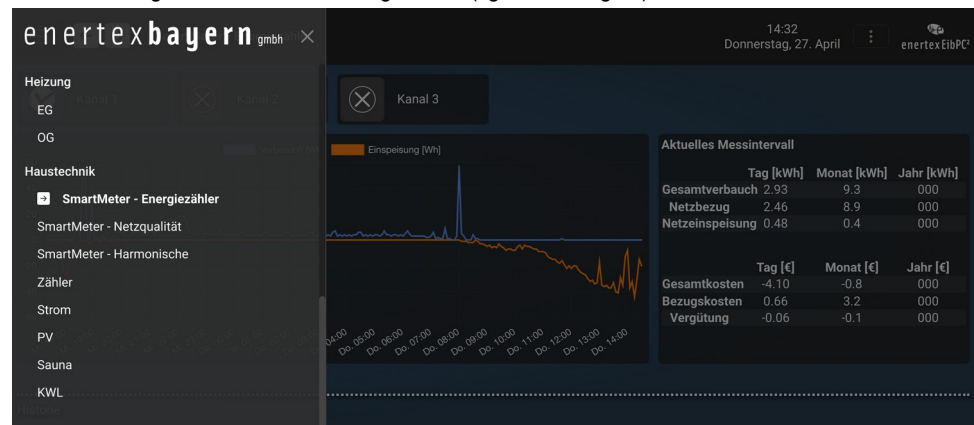 enertexbayern gmbh
14:32
Donnerstag, 27. April
enertex EibPC²
Heizung
EG
OG
Haustechnik
SmartMeter - Energiezähler
SmartMeter - Netzqualität
SmartMeter - Harmonische
Zähler
Strom
PV
Sauna
KWL
Kanal 1
Kanal 2
Kanal 3
Einspeisung [Wh]
04:00
Do. 05:00
Do. 06:00
Do. 07:00
Do. 08:00
Do. 09:00
Do. 10:00
Do. 11:00
Do. 12:00
Do. 13:00
Do. 14:00
Aktuelles Messintervall
Tag [kWh] Monat [kWh] Jahr [kWh]
Gesamtverbauch 2.93 9.3 000
Netzbezug 2.46 8.9 000
Netzeinspeisung 0.48 0.4 000
Tag [€] Monat [€] Jahr [€]
Gesamtkosten -4.10 -0.8 000
Bezugskosten 0.66 3.2 000
Vergütung -0.06 -0.1 000
Historie